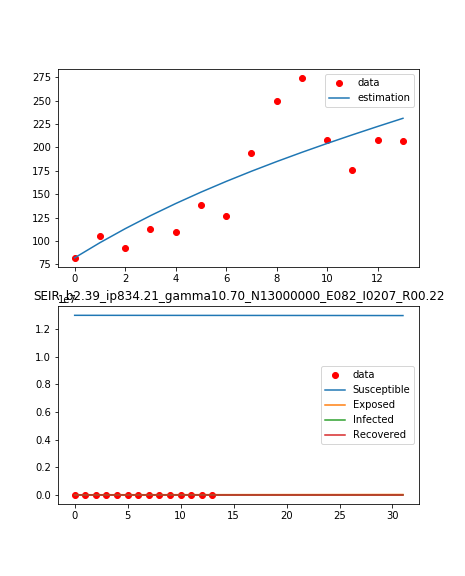 275
250
225
200
175
150
125
100
75
data
estimation
0 2 4 6 8 10 12
SEIR_b2.39_ip834.21_gamma10.70_N13000000_E082_I0207_R00.22
1.2
1.0
0.8
0.6
0.4
0.2
0.0
data
Susceptible
Exposed
Infected
Recovered
0 5 10 15 20 25 30